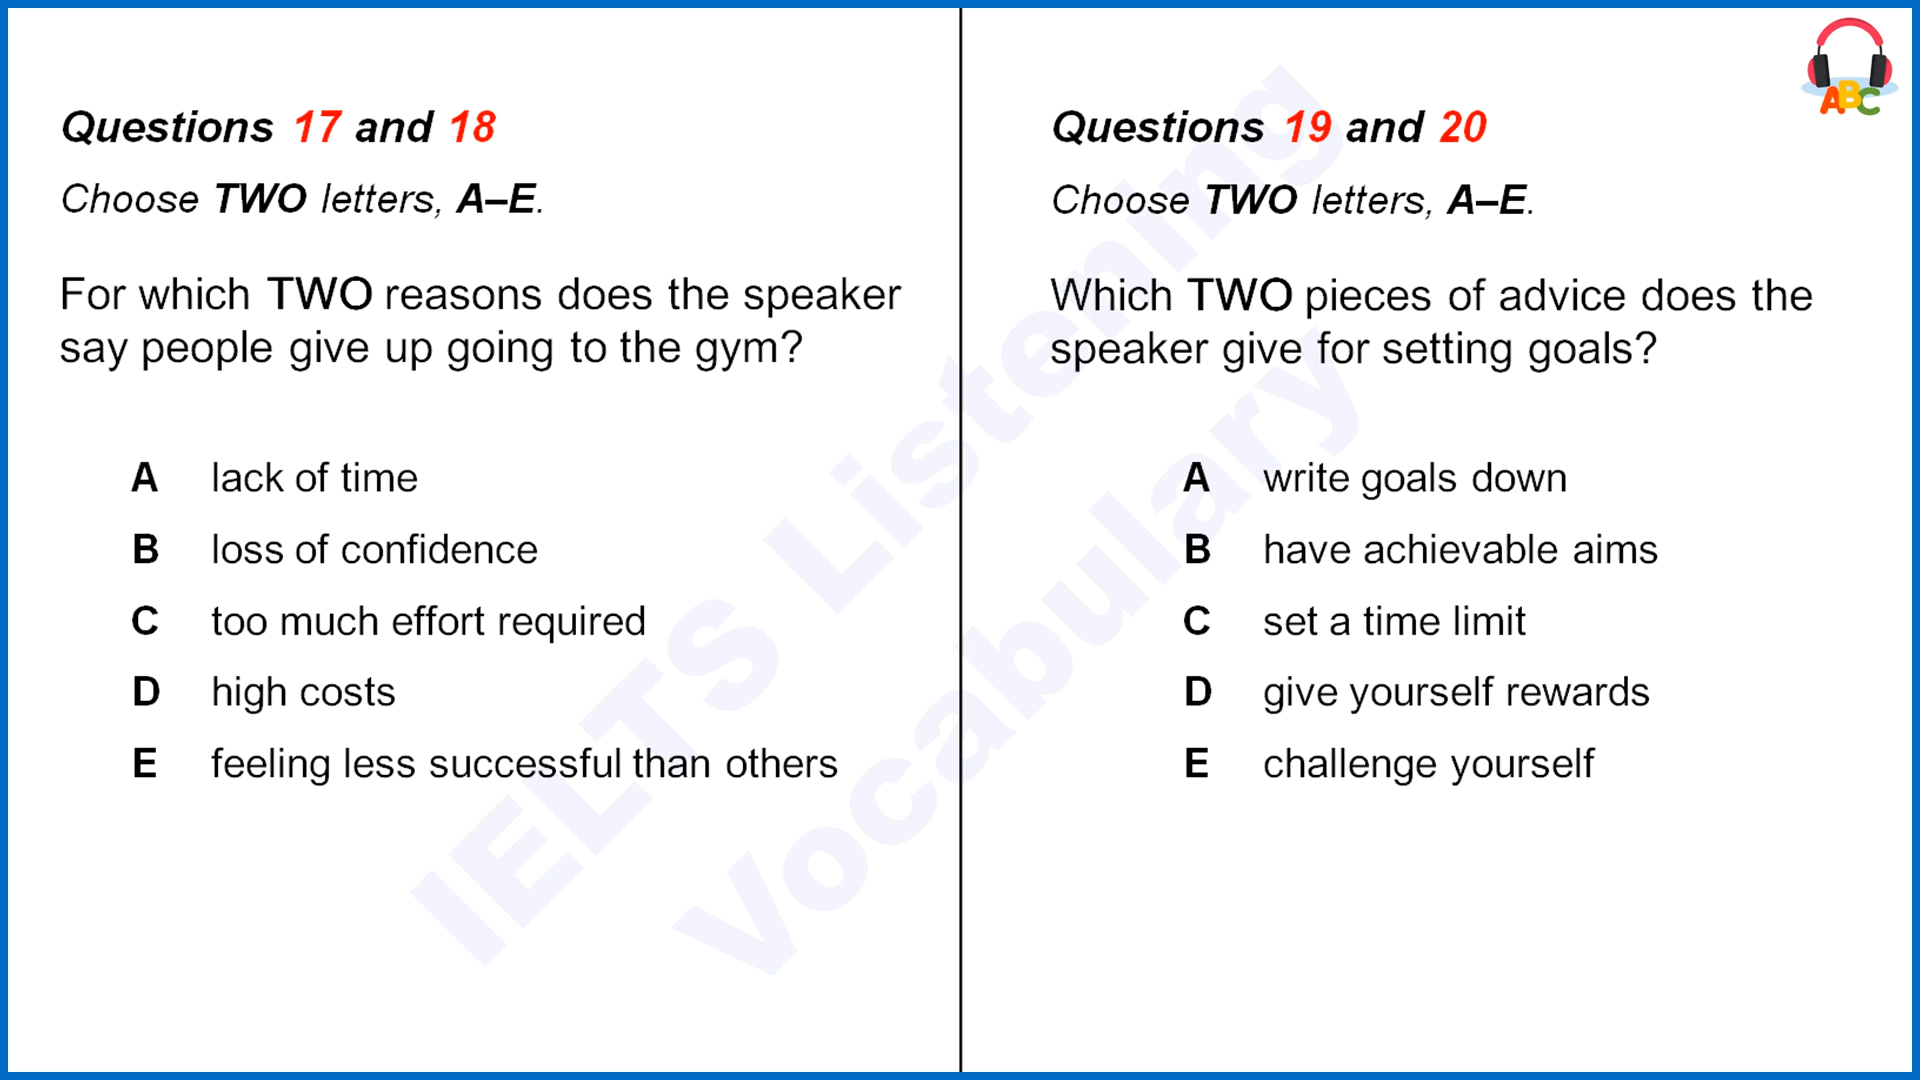 Questions 17 and 18
Choose TWO letters, A–E.
For which TWO reasons does the speaker
say people give up going to the gym?
A lack of time
B loss of confidence
C too much effort required
D high costs
E feeling less successful than others
ABC
Questions 19 and 20
Choose TWO letters, A–E.
Which TWO pieces of advice does the
speaker give for setting goals?
A write goals down
B have achievable aims
C set a time limit
D give yourself rewards
E challenge yourself
IELTS Listening
Vocabulary